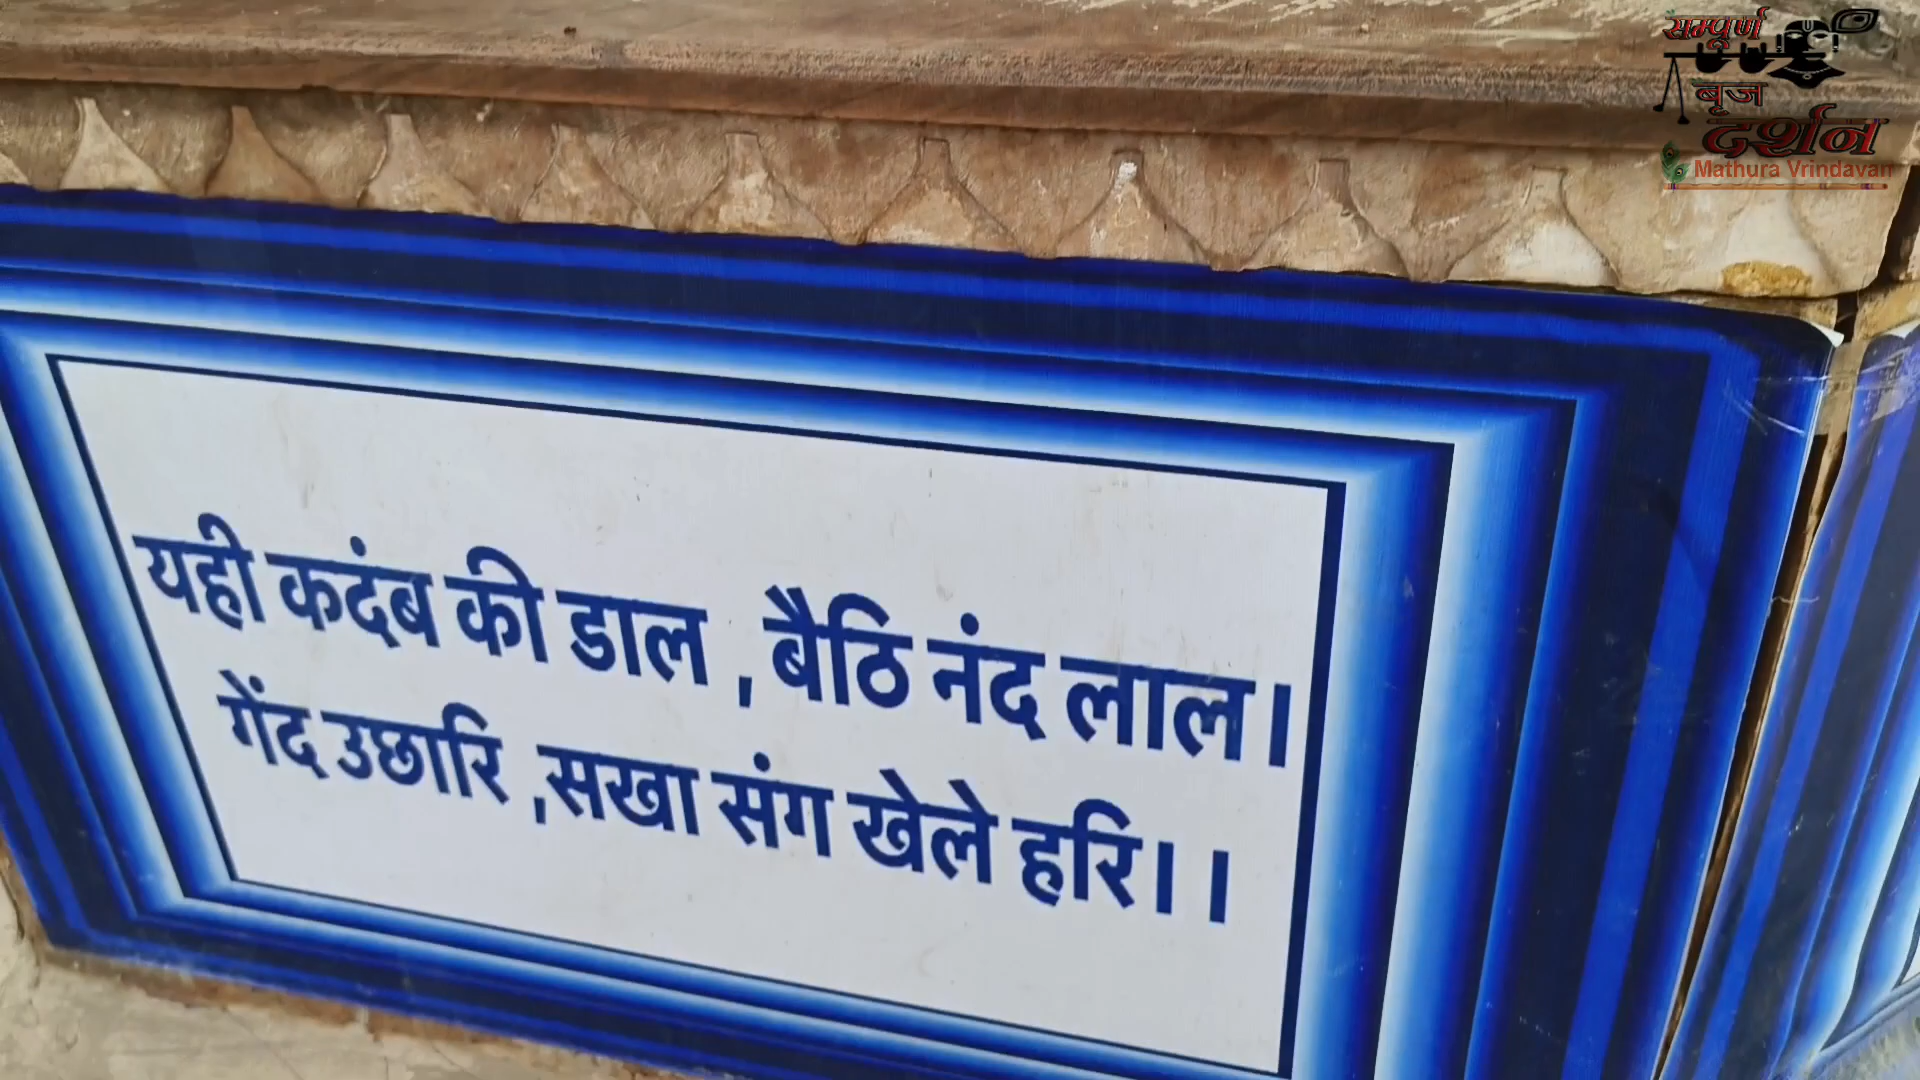 सम्पूर्ण
बृज
दर्शन
Mathura Vrindavan
यही कदंब की डाल , बैठि नंद लाल।
गेंद उछारि ,सखा संग खेले हरि।।